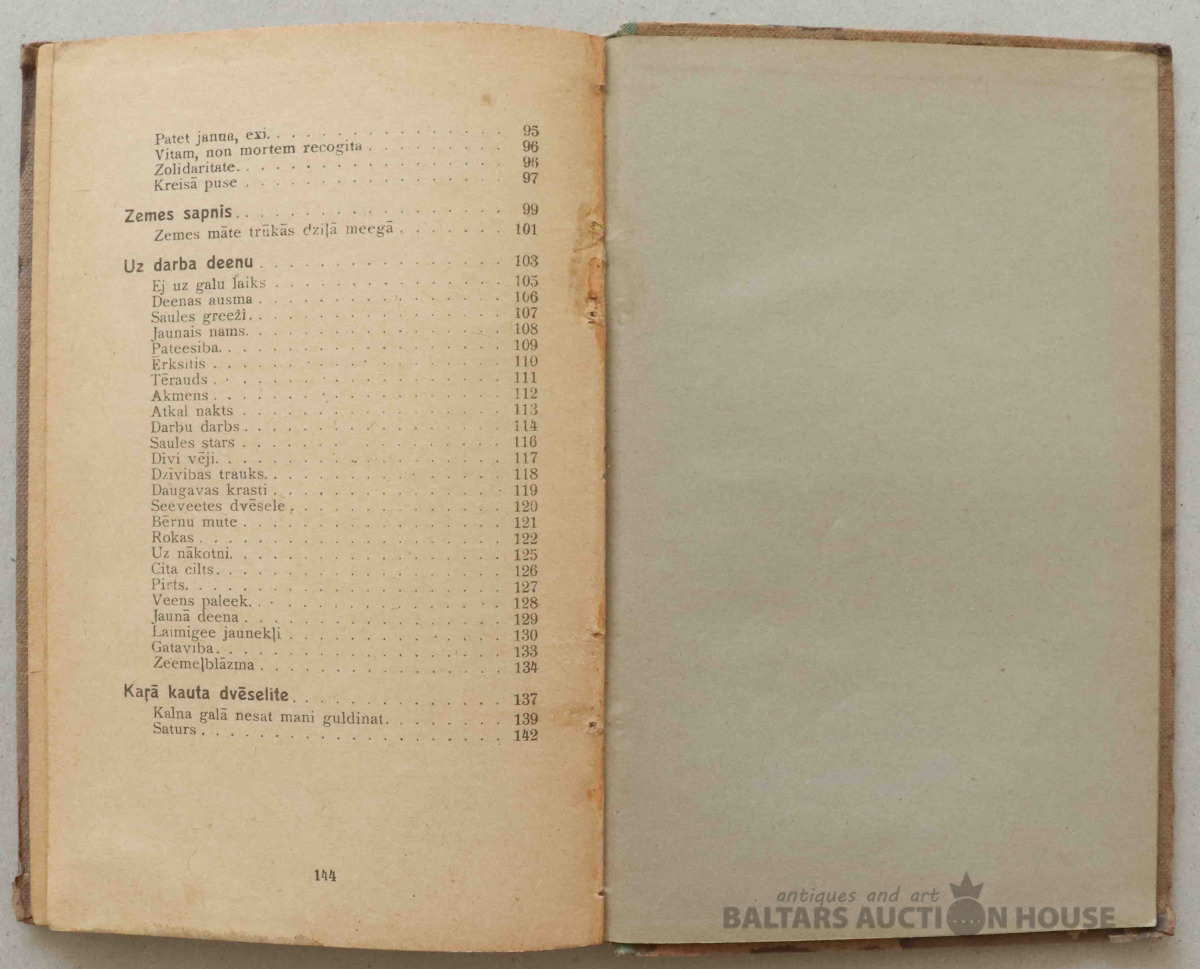 Patet janna, exi. . . . . . . . . . . . . . . 95
Vitam, non mortem recogita . . . . . . . . 96
Zolidaritate. . . . . . . . . . . . . . . . 96
Kreisā puse . . . . . . . . . . . . . . . 97
Zemes sapnis. . . . . . . . . . . . . . . 99
Zemes māte trūkās dziļā meegā . . . . . . . 101
Uz darba deenu . . . . . . . . . . . . . . 103
Ej uz galu laiks . . . . . . . . . . . . . 105
Deenas ausma . . . . . . . . . . . . . . 106
Saules greeži. . . . . . . . . . . . . . . 107
Jaunais nams. . . . . . . . . . . . . . . 108
Pateesiba. . . . . . . . . . . . . . . . . 109
Ērksitis . . . . . . . . . . . . . . . . . 110
Tērauds . . . . . . . . . . . . . . . . . 111
Akmens . . . . . . . . . . . . . . . . . 112
Atkal nakts . . . . . . . . . . . . . . . 113
Darbu darbs. . . . . . . . . . . . . . . . 114
Saules stars . . . . . . . . . . . . . . . 116
Divi vēji. . . . . . . . . . . . . . . . . 117
Dzīvibas trauks. . . . . . . . . . . . . . 118
Daugavas krasti . . . . . . . . . . . . . 119
Seeveetes dvēsele . . . . . . . . . . . . 120
Bērnu mute . . . . . . . . . . . . . . . 121
Rokas . . . . . . . . . . . . . . . . . . 122
Uz nākotni. . . . . . . . . . . . . . . . 125
Cita cilts. . . . . . . . . . . . . . . . . 126
Pirts. . . . . . . . . . . . . . . . . . . 127
Veens paleek. . . . . . . . . . . . . . . 128
Jaunā deena . . . . . . . . . . . . . . . 129
Laimigee jaunekļi . . . . . . . . . . . . 130
Gataviba. . . . . . . . . . . . . . . . . 133
Zeemeļblāzma . . . . . . . . . . . . . . 134
Kaŗā kauta dvēselite . . . . . . . . . . . 137
Kalna galā nesat mani guldinat. . . . . . . 139
Saturs . . . . . . . . . . . . . . . . . . 142
144
antiques and art
BALTARS AUCTION HOUSE